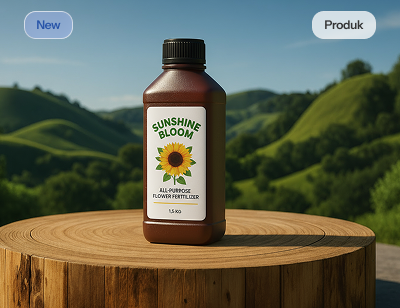 New
Produk
SUNSHINE
BLOOM
ALL-PURPOSE
FLOWER FERTILIZER
1,5 KG